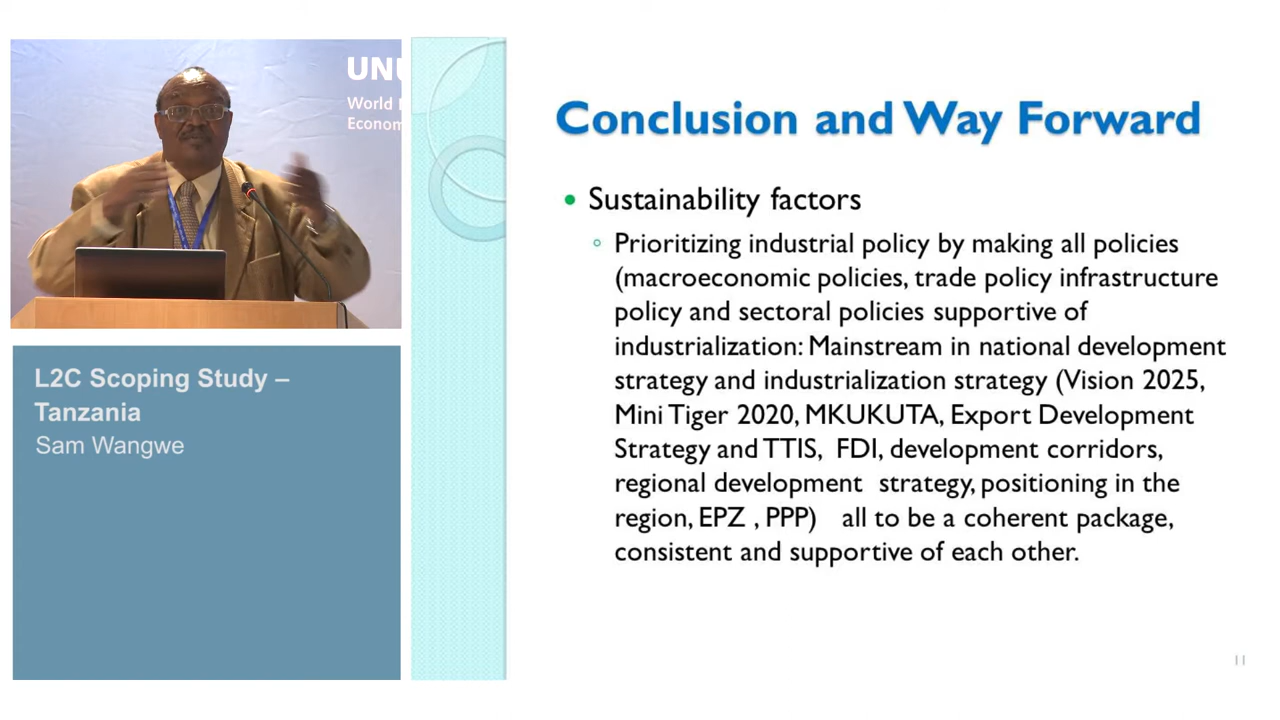 UNU
World
Econom
L2C Scoping Study –
Tanzania
Sam Wangwe
Conclusion and Way Forward
Sustainability factors
Prioritizing industrial policy by making all policies
(macroeconomic policies, trade policy infrastructure
policy and sectoral policies supportive of
industrialization: Mainstream in national development
strategy and industrialization strategy (Vision 2025,
Mini Tiger 2020, MKUKUTA, Export Development
Strategy and TTIS, FDI, development corridors,
regional development strategy, positioning in the
region, EPZ , PPP) all to be a coherent package,
consistent and supportive of each other.
11